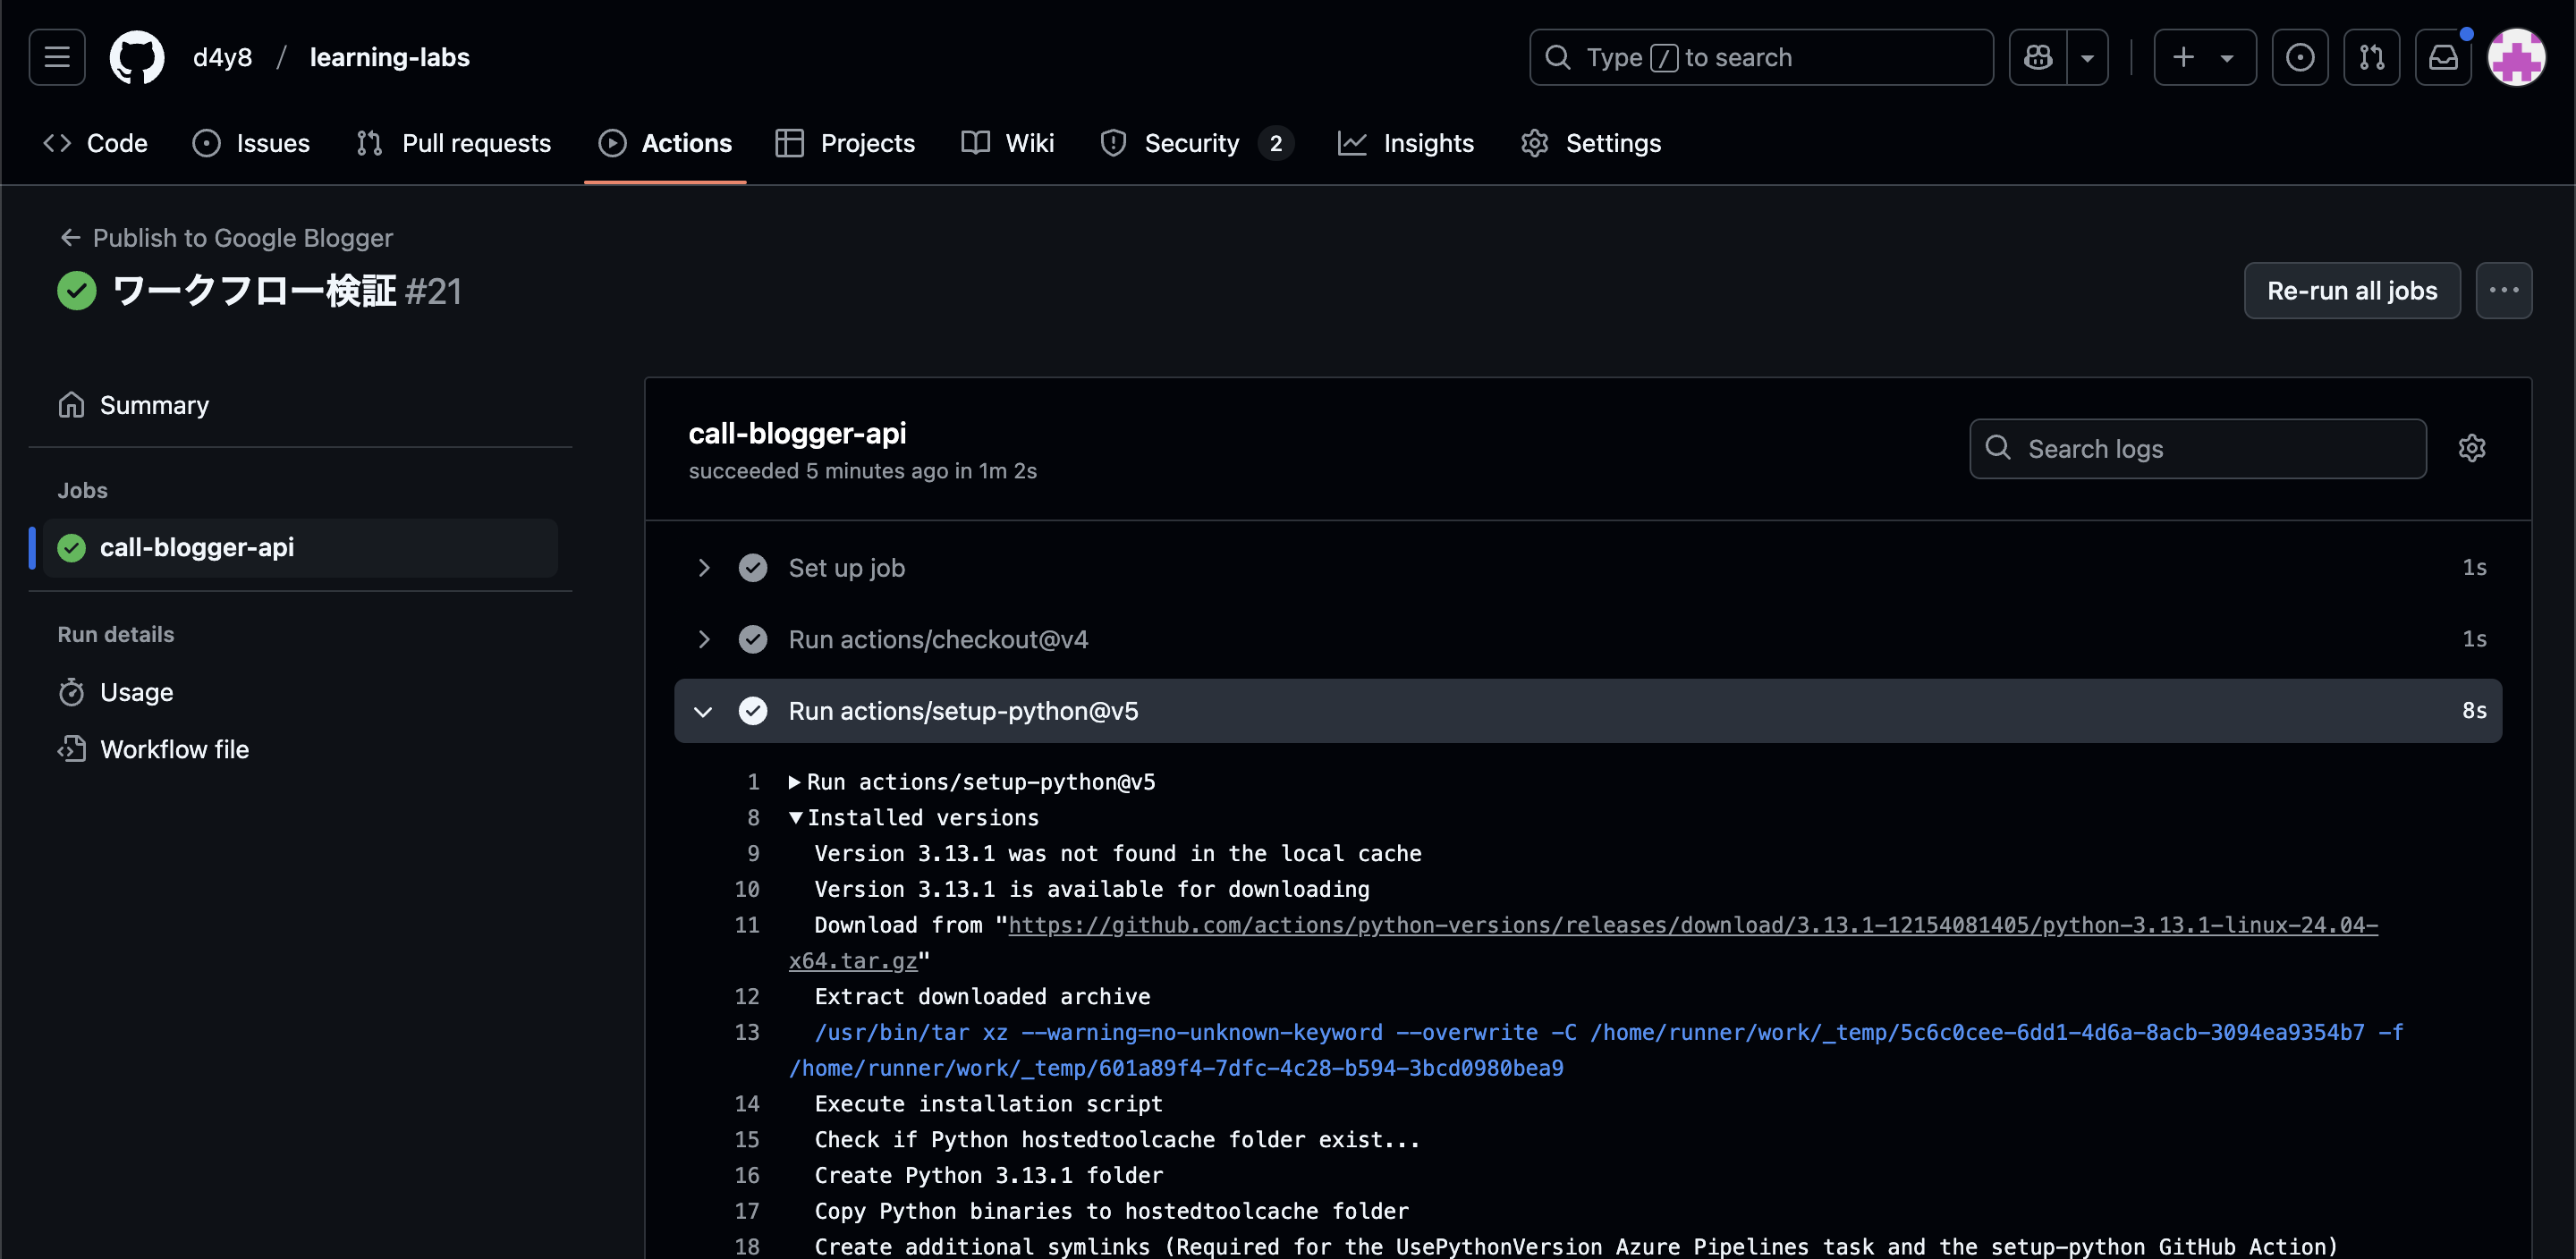 d4y8 / learning-labs
Type / to search
Code Issues Pull requests Actions Projects Wiki Security 2 Insights Settings
← Publish to Google Blogger
ワークフロー検証 #21
Re-run all jobs
Summary
Jobs
call-blogger-api
Run details
Usage
Workflow file
call-blogger-api
succeeded 5 minutes ago in 1m 2s
Search logs
Set up job 1s
Run actions/checkout@v4 1s
Run actions/setup-python@v5 8s
1 ▶Run actions/setup-python@v5
8 ▼Installed versions
9 Version 3.13.1 was not found in the local cache
10 Version 3.13.1 is available for downloading
11 Download from "https://github.com/actions/python-versions/releases/download/3.13.1-12154081405/python-3.13.1-linux-24.04-
x64.tar.gz"
12 Extract downloaded archive
13 /usr/bin/tar xz --warning=no-unknown-keyword --overwrite -C /home/runner/work/_temp/5c6c0cee-6dd1-4d6a-8acb-3094ea9354b7 -f
/home/runner/work/_temp/601a89f4-7dfc-4c28-b594-3bcd0980bea9
14 Execute installation script
15 Check if Python hostedtoolcache folder exist...
16 Create Python 3.13.1 folder
17 Copy Python binaries to hostedtoolcache folder
18 Create additional symlinks (Required for the UsePythonVersion Azure Pipelines task and the setup-python GitHub Action)